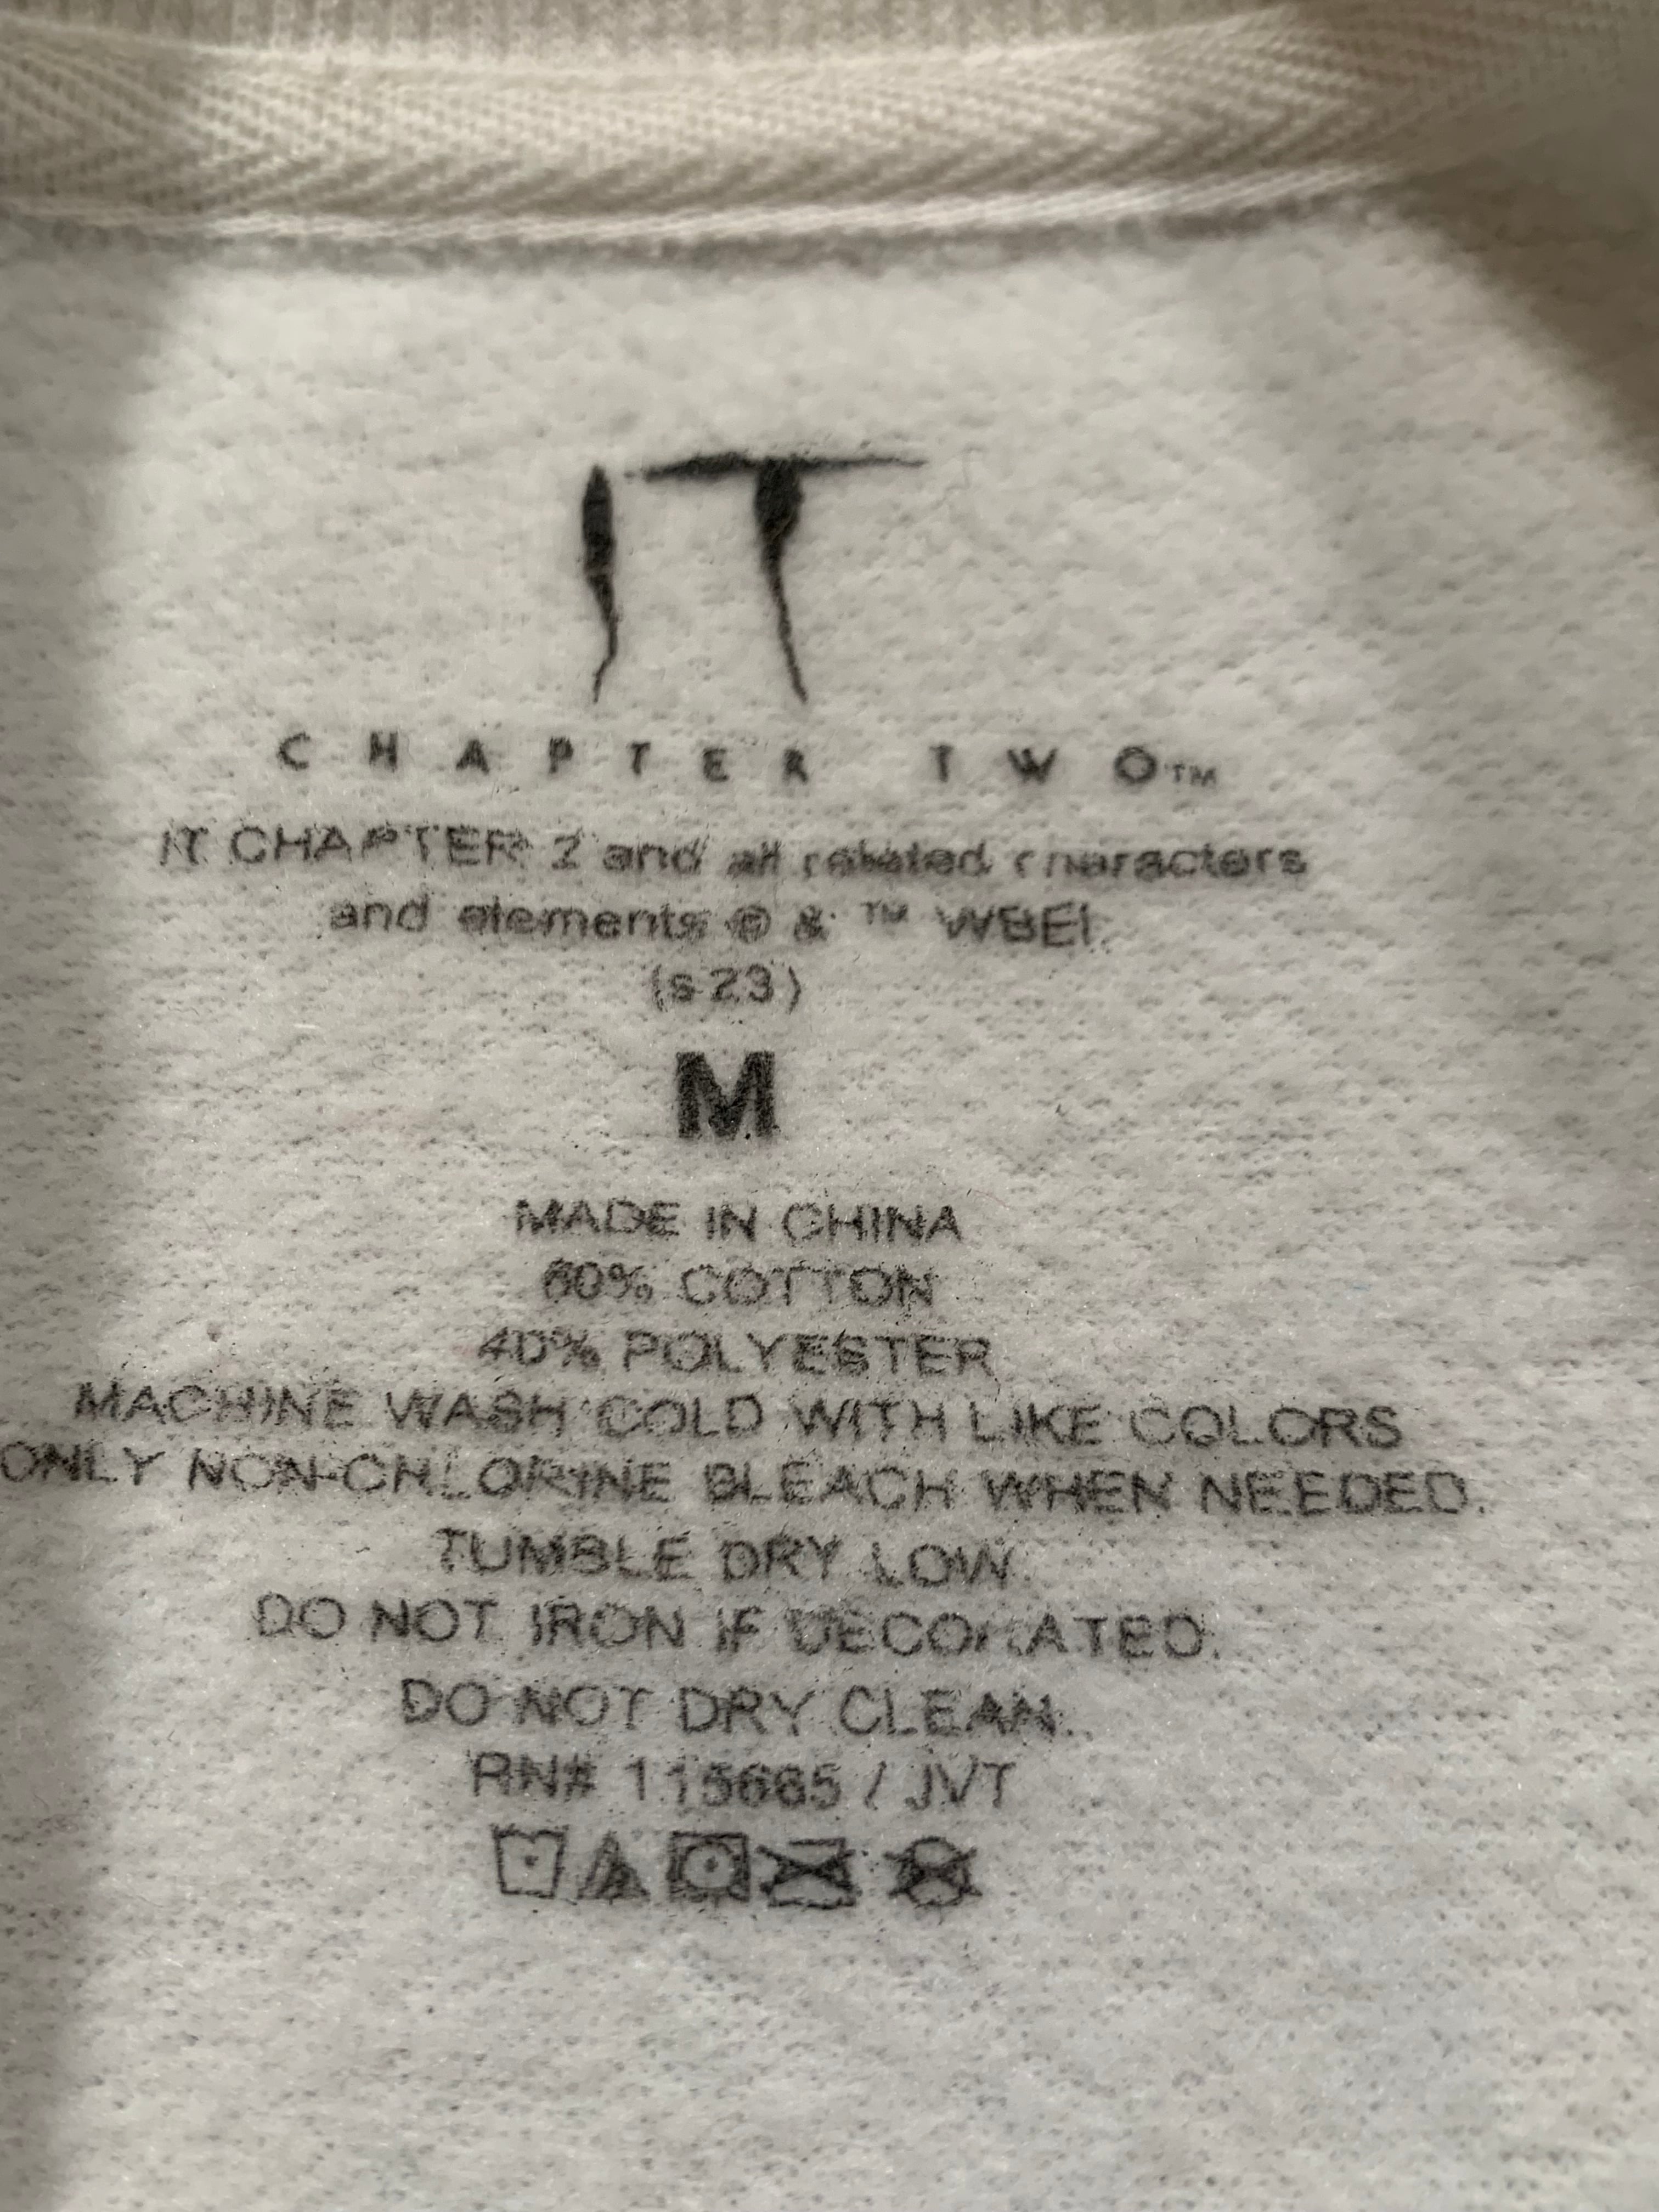 IT
CHAPTER TWO™
IT CHAPTER 2 and all related characters
and elements © & ™ WBEI.
(s23)
M
MADE IN CHINA
60% COTTON
40% POLYESTER
MACHINE WASH COLD WITH LIKE COLORS
ONLY NON-CHLORINE BLEACH WHEN NEEDED.
TUMBLE DRY LOW.
DO NOT IRON IF DECORATED.
DO NOT DRY CLEAN.
RN# 115665 / JVT